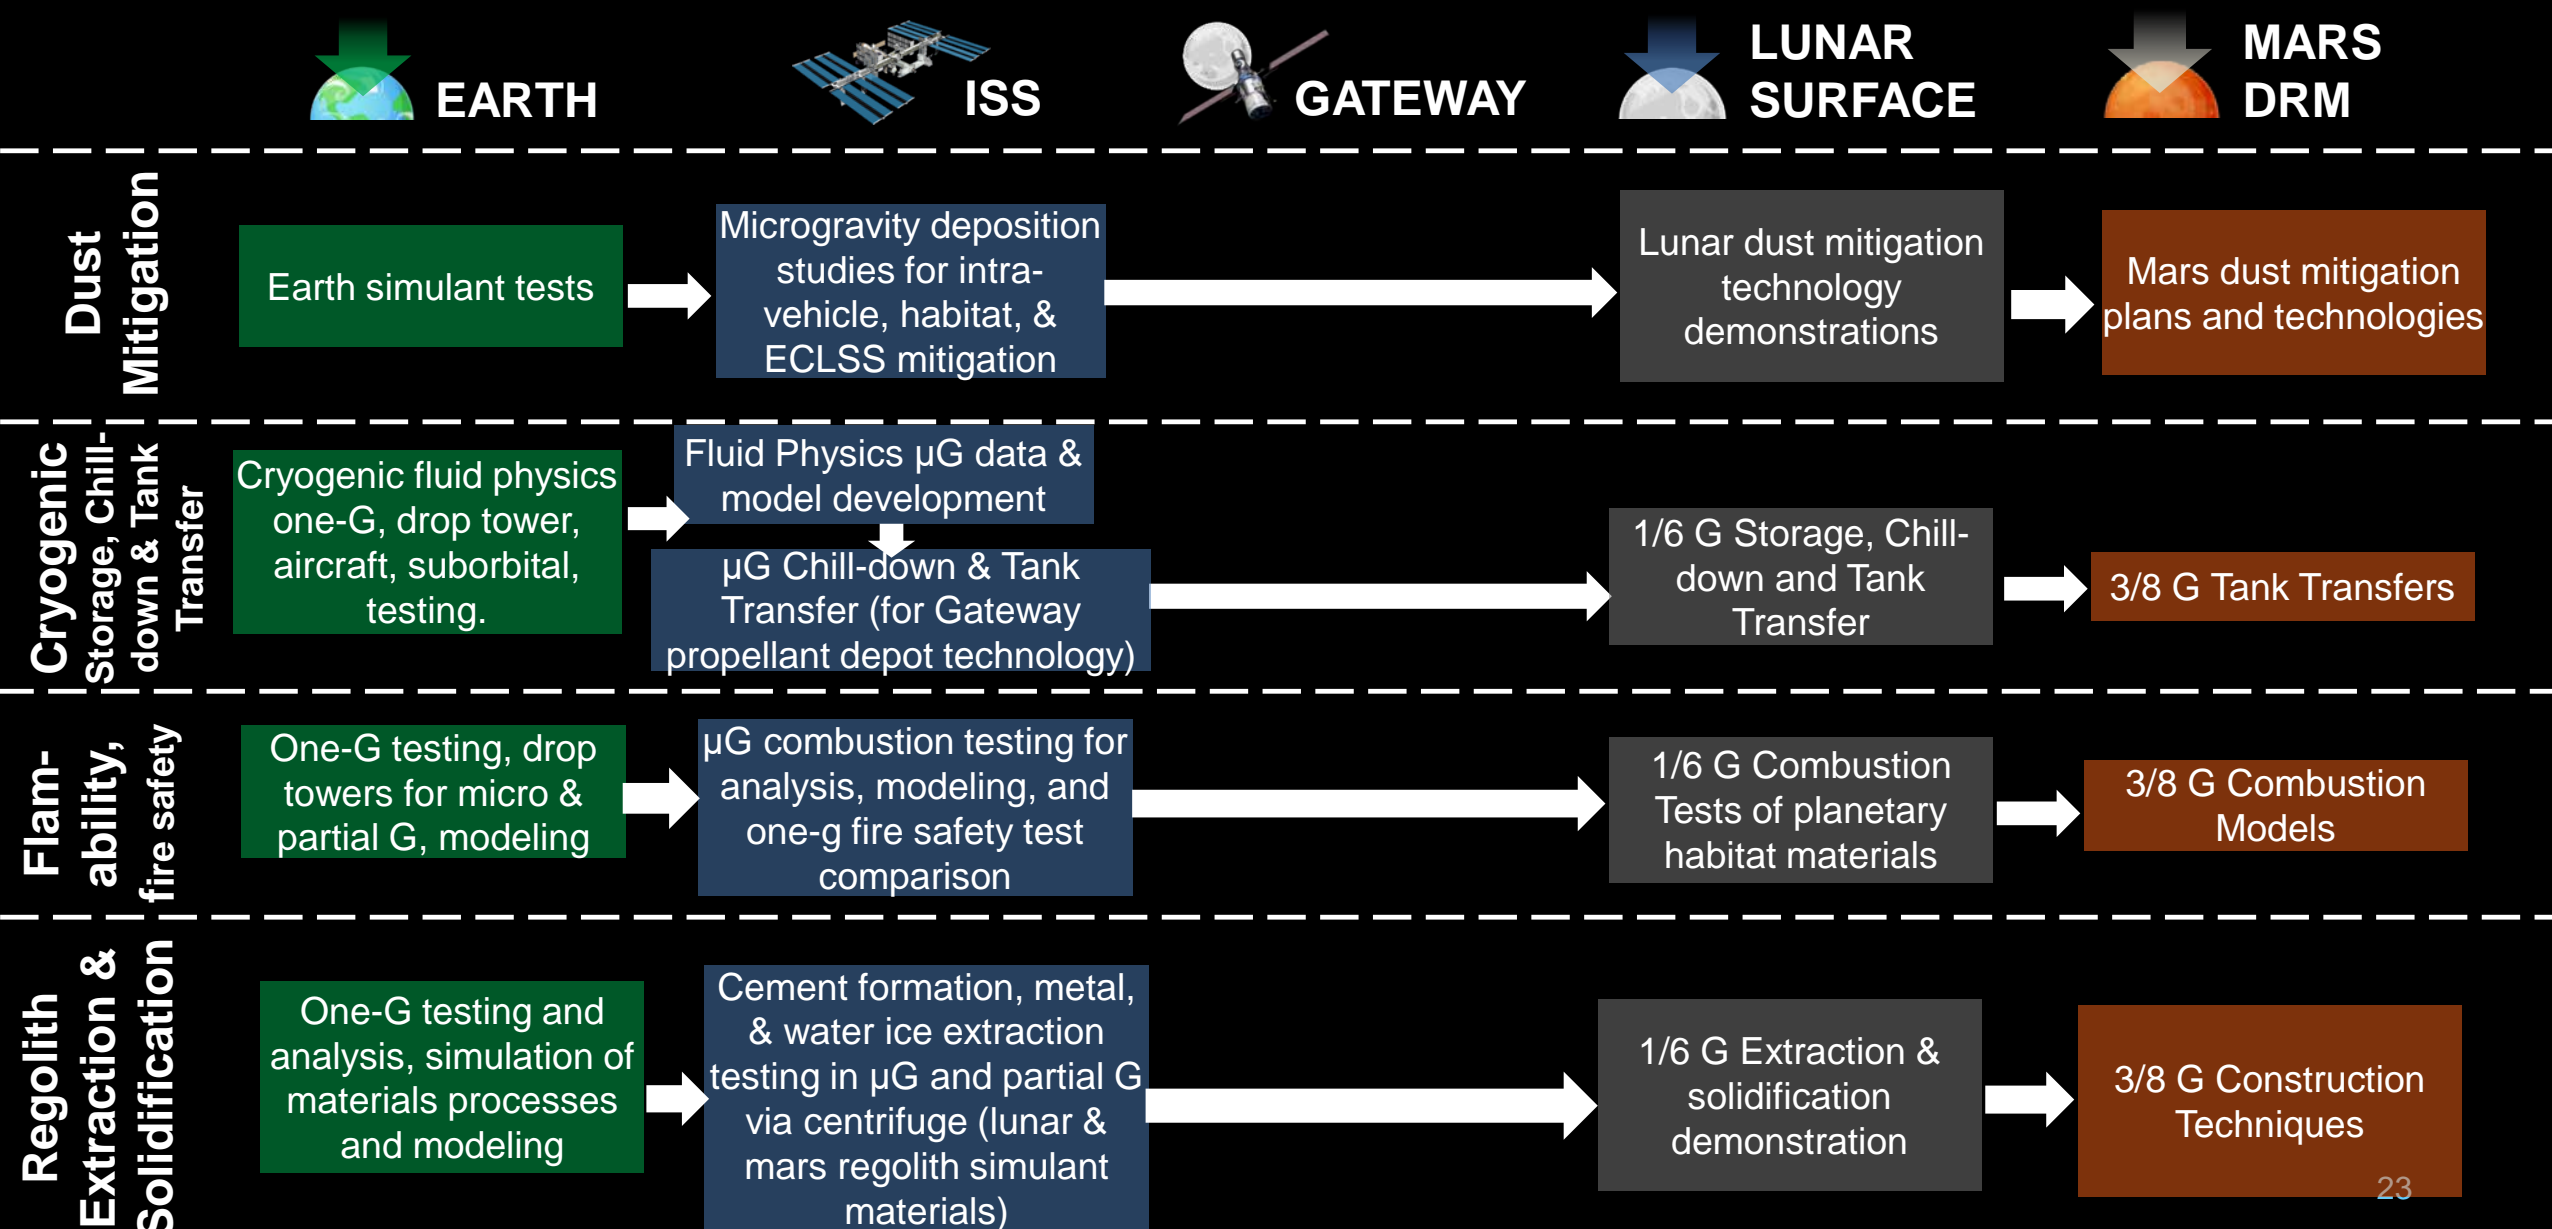 EARTH
ISS
GATEWAY
LUNAR
SURFACE
MARS
DRM
Dust
Mitigation
Earth simulant tests
Microgravity deposition
studies for intra-
vehicle, habitat, &
ECLSS mitigation
Lunar dust mitigation
technology
demonstrations
Mars dust mitigation
plans and technologies
Cryogenic
Storage, Chill-
down & Tank
Transfer
Cryogenic fluid physics
one-G, drop tower,
aircraft, suborbital,
testing.
Fluid Physics µG data &
model development
µG Chill-down & Tank
Transfer (for Gateway
propellant depot technology)
1/6 G Storage, Chill-
down and Tank
Transfer
3/8 G Tank Transfers
Flam-
ability,
fire safety
One-G testing, drop
towers for micro &
partial G, modeling
µG combustion testing for
analysis, modeling, and
one-g fire safety test
comparison
1/6 G Combustion
Tests of planetary
habitat materials
3/8 G Combustion
Models
Regolith
Extraction &
Solidification
One-G testing and
analysis, simulation of
materials processes
and modeling
Cement formation, metal,
& water ice extraction
testing in µG and partial G
via centrifuge (lunar &
mars regolith simulant
materials)
1/6 G Extraction &
solidification
demonstration
3/8 G Construction
Techniques
23